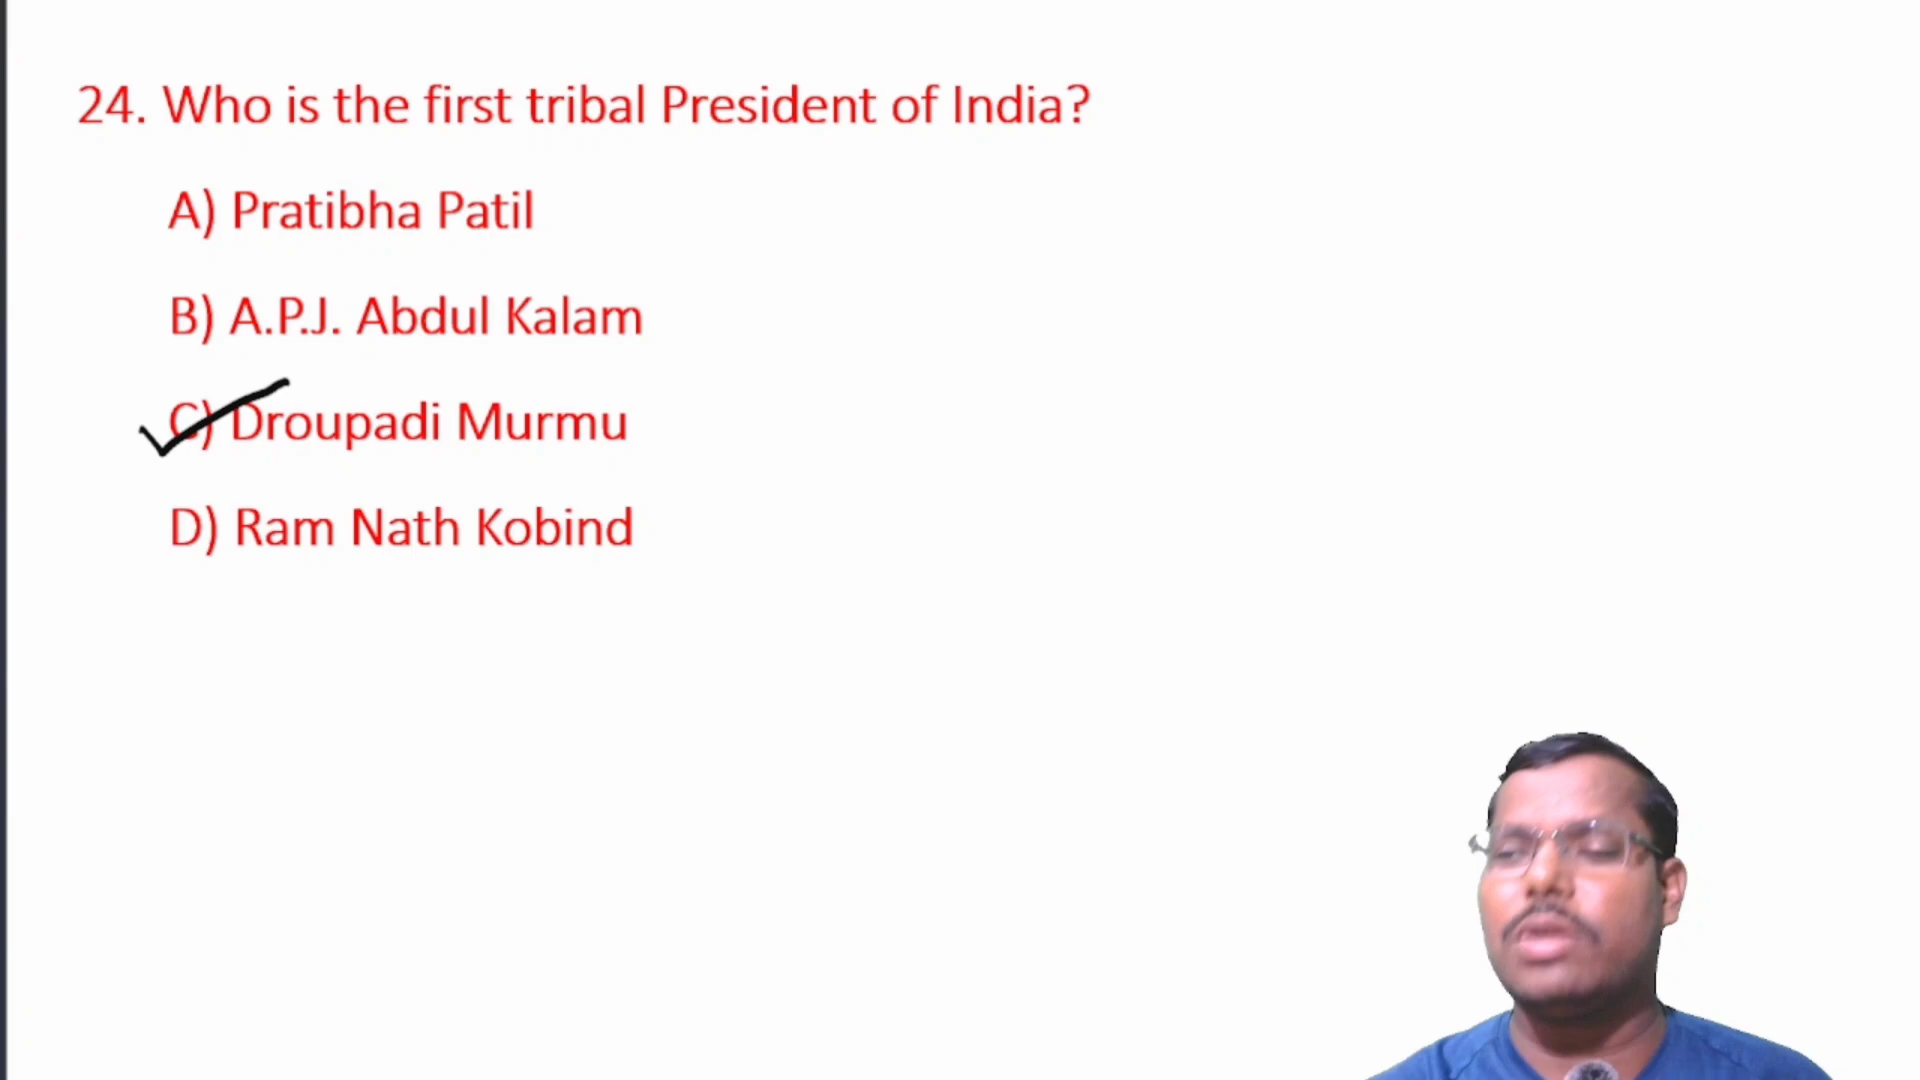 24. Who is the first tribal President of India?
A) Pratibha Patil
B) A.P.J. Abdul Kalam
C) Droupadi Murmu
D) Ram Nath Kobind